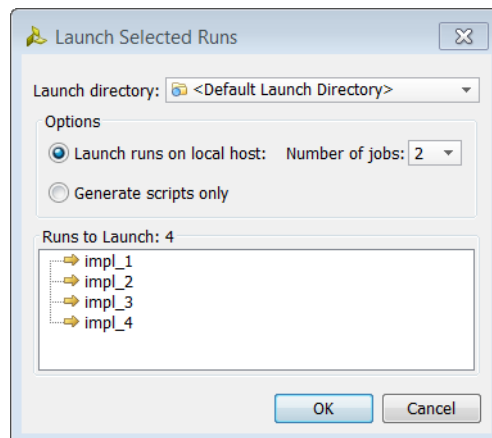 Launch Selected Runs
Launch directory: <Default Launch Directory>
Options
Launch runs on local host: Number of jobs: 2
Generate scripts only
Runs to Launch: 4
impl_1
impl_2
impl_3
impl_4
OK Cancel